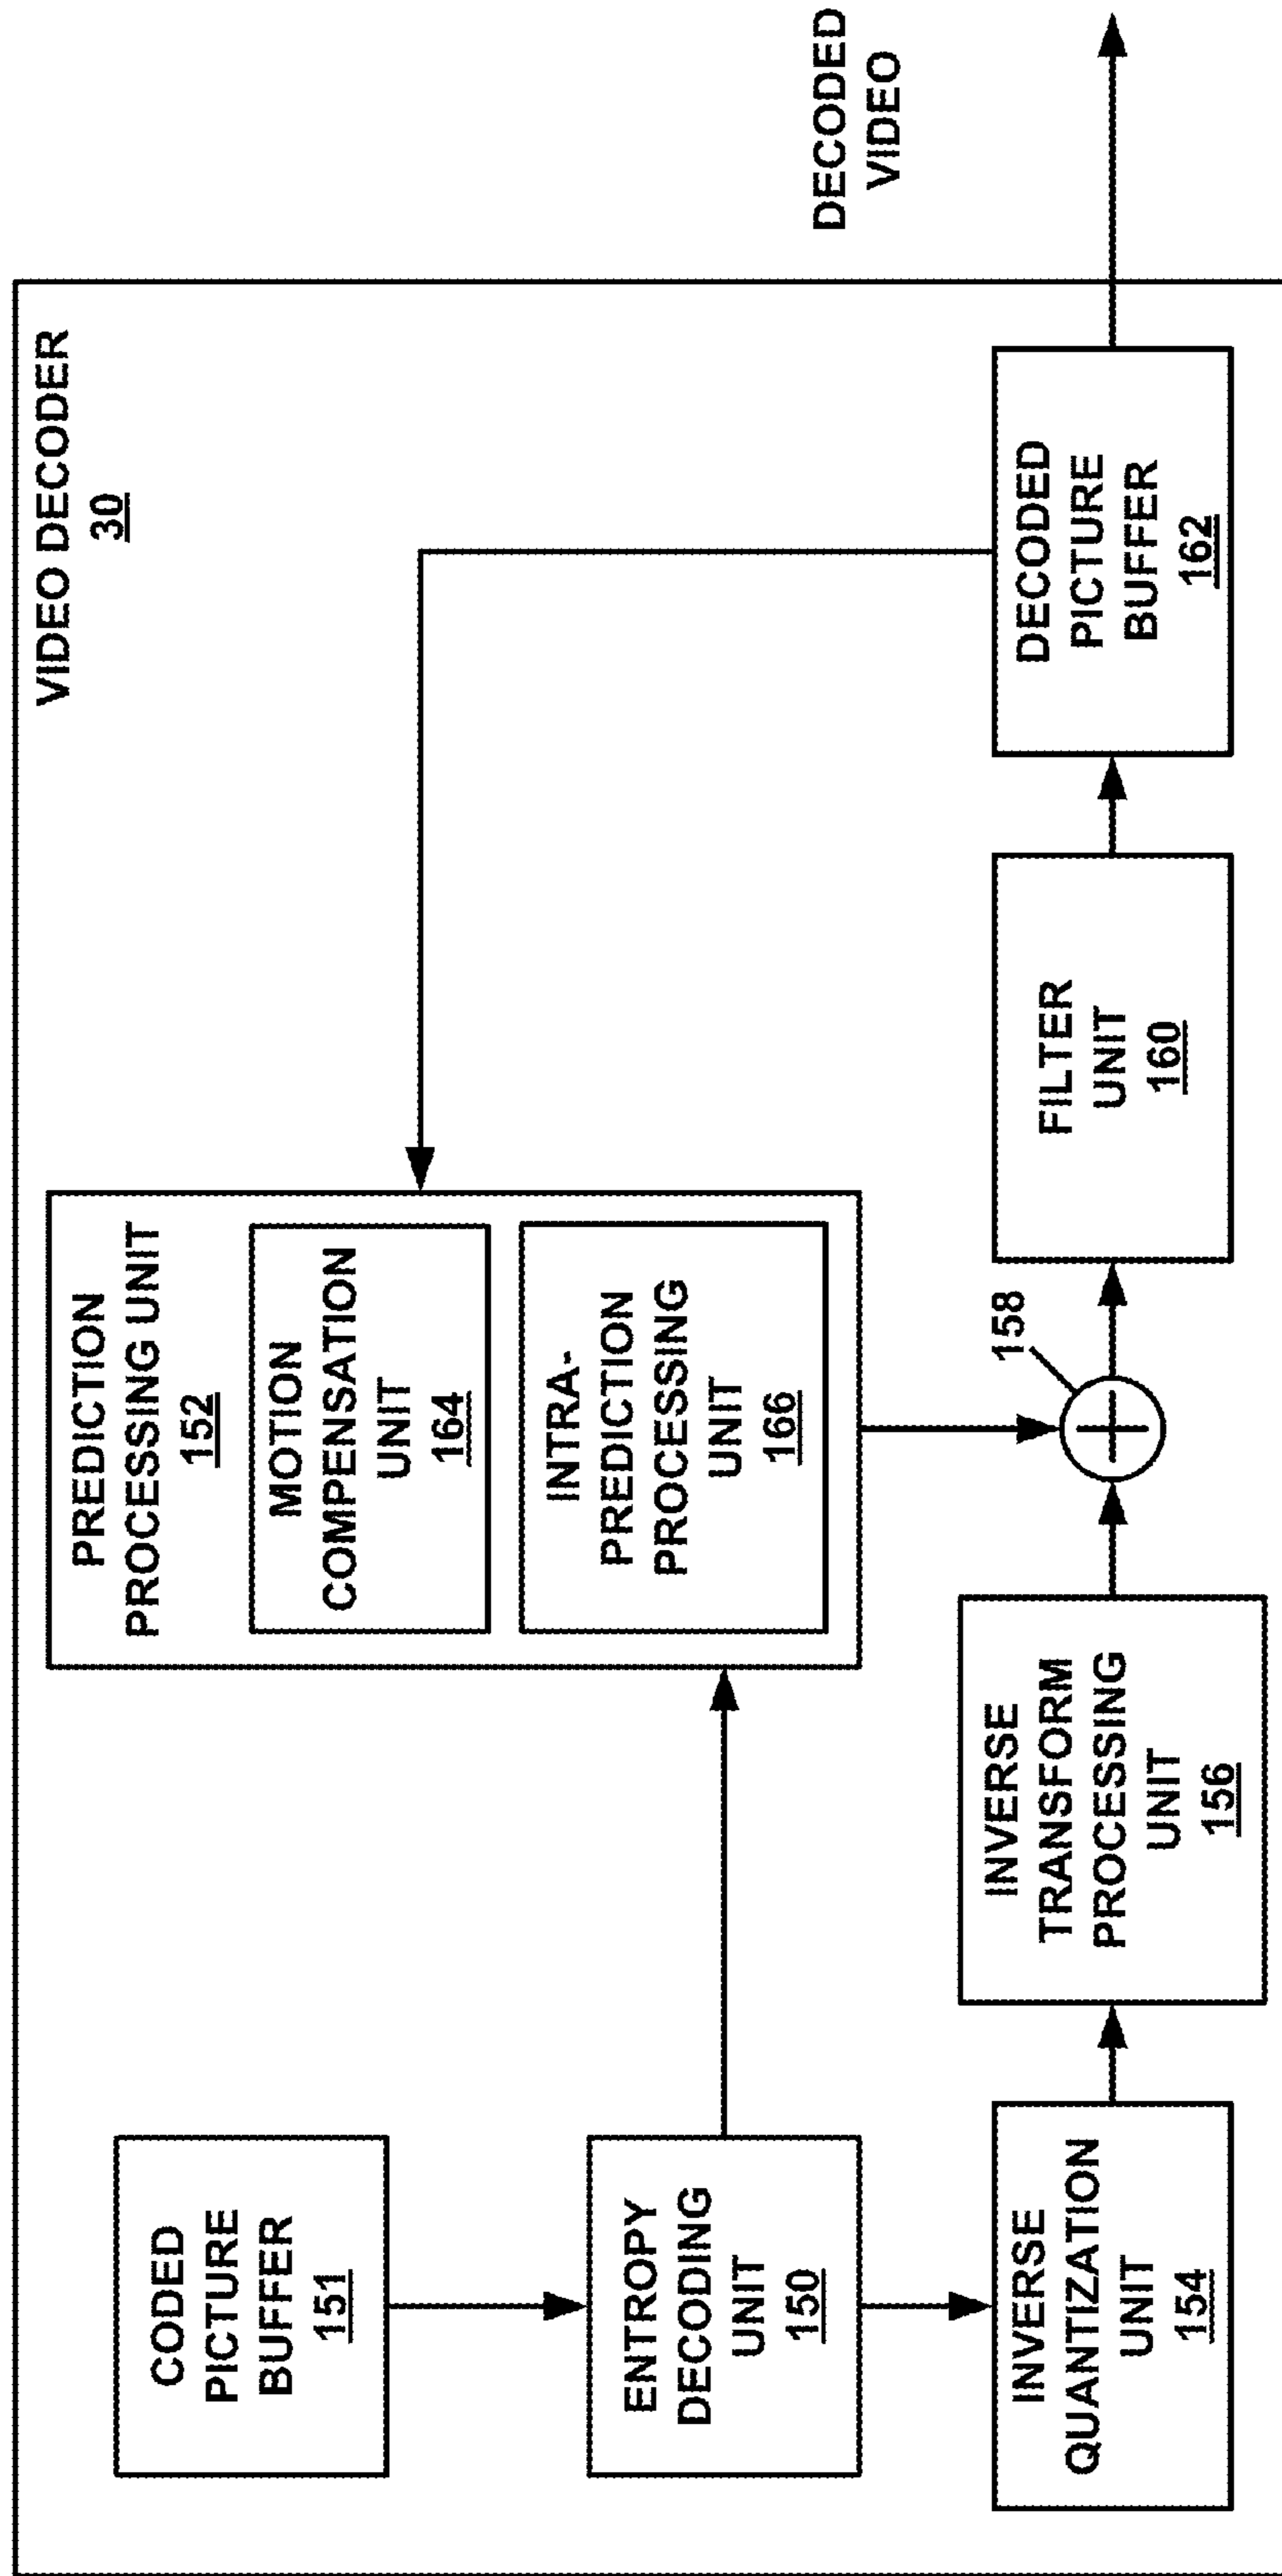 VIDEO DECODER
30
CODED
PICTURE
BUFFER
151
PREDICTION
PROCESSING UNIT
152
MOTION
COMPENSATION
UNIT
164
INTRA-
PREDICTION
PROCESSING
UNIT
166
ENTROPY
DECODING
UNIT
150
INVERSE
QUANTIZATION
UNIT
154
INVERSE
TRANSFORM
PROCESSING
UNIT
156
158
FILTER
UNIT
160
DECODED
PICTURE
BUFFER
162
DECODED
VIDEO